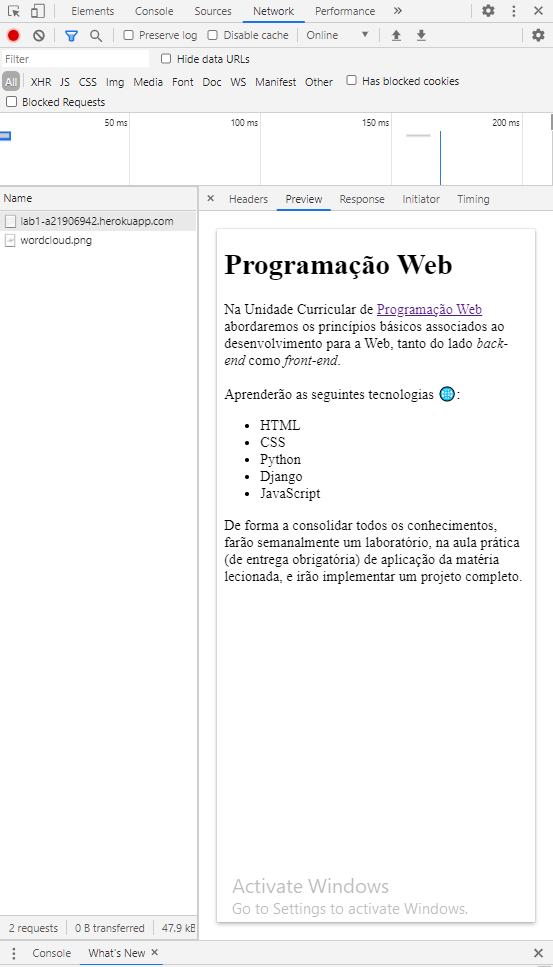 Elements Console Sources Network Performance »
Preserve log Disable cache Online
Filter Hide data URLs
All XHR JS CSS Img Media Font Doc WS Manifest Other Has blocked cookies
Blocked Requests
50 ms 100 ms 150 ms 200 ms
Name
lab1-a21906942.herokuapp.com
wordcloud.png
× Headers Preview Response Initiator Timing
Programação Web
Na Unidade Curricular de Programação Web
abordaremos os princípios básicos associados ao
desenvolvimento para a Web, tanto do lado back-
end como front-end.
Aprenderão as seguintes tecnologias 🌐:
• HTML
• CSS
• Python
• Django
• JavaScript
De forma a consolidar todos os conhecimentos,
farão semanalmente um laboratório, na aula prática
(de entrega obrigatória) de aplicação da matéria
lecionada, e irão implementar um projeto completo.
Activate Windows
Go to Settings to activate Windows.
2 requests 0 B transferred 47.9 kB
Console What's New ×